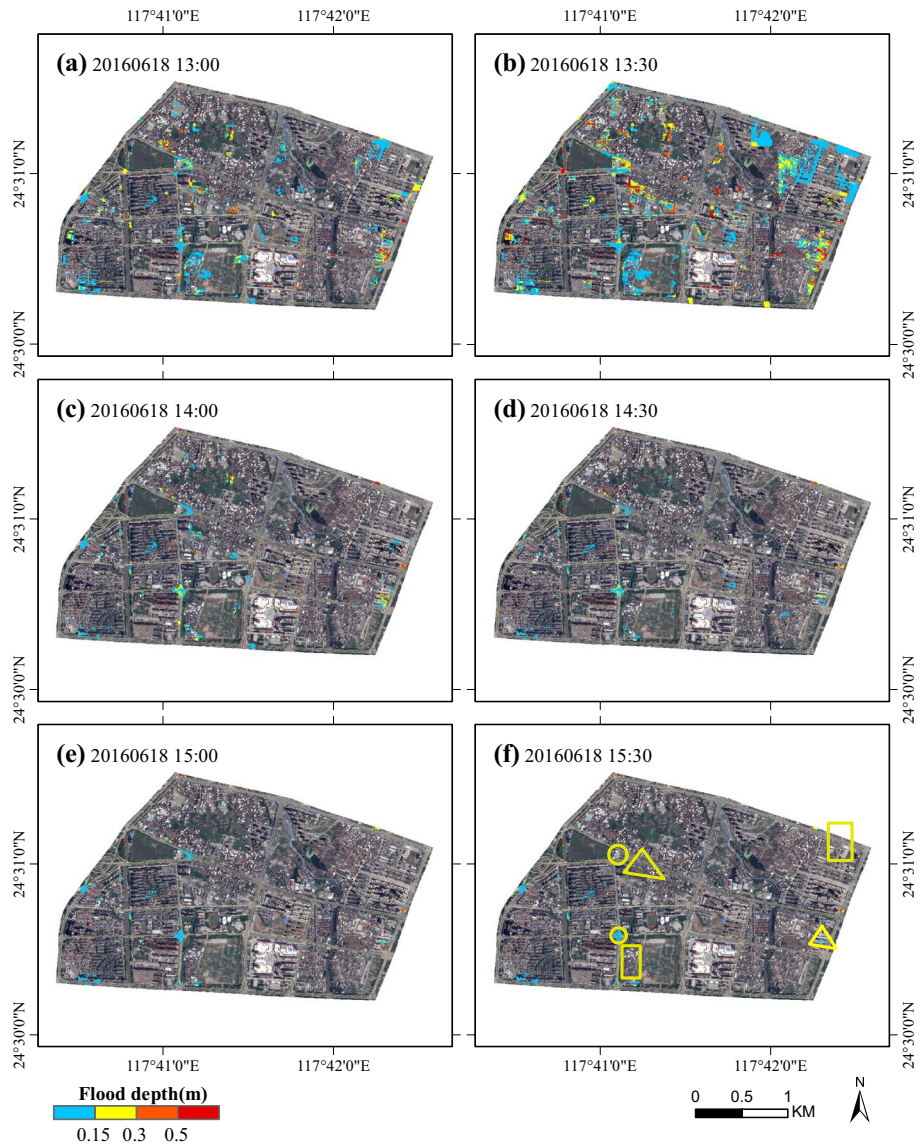 117°41'0"E 117°42'0"E 117°41'0"E 117°42'0"E
(a) 20160618 13:00
(b) 20160618 13:30
24°31'0"N
24°30'0"N
24°31'0"N
24°30'0"N
(c) 20160618 14:00
(d) 20160618 14:30
24°31'0"N
24°30'0"N
24°31'0"N
24°30'0"N
(e) 20160618 15:00
(f) 20160618 15:30
24°31'0"N
24°30'0"N
24°31'0"N
24°30'0"N
117°41'0"E 117°42'0"E 117°41'0"E 117°42'0"E
Flood depth(m)
0.15 0.3 0.5
0 0.5 1
KM
N